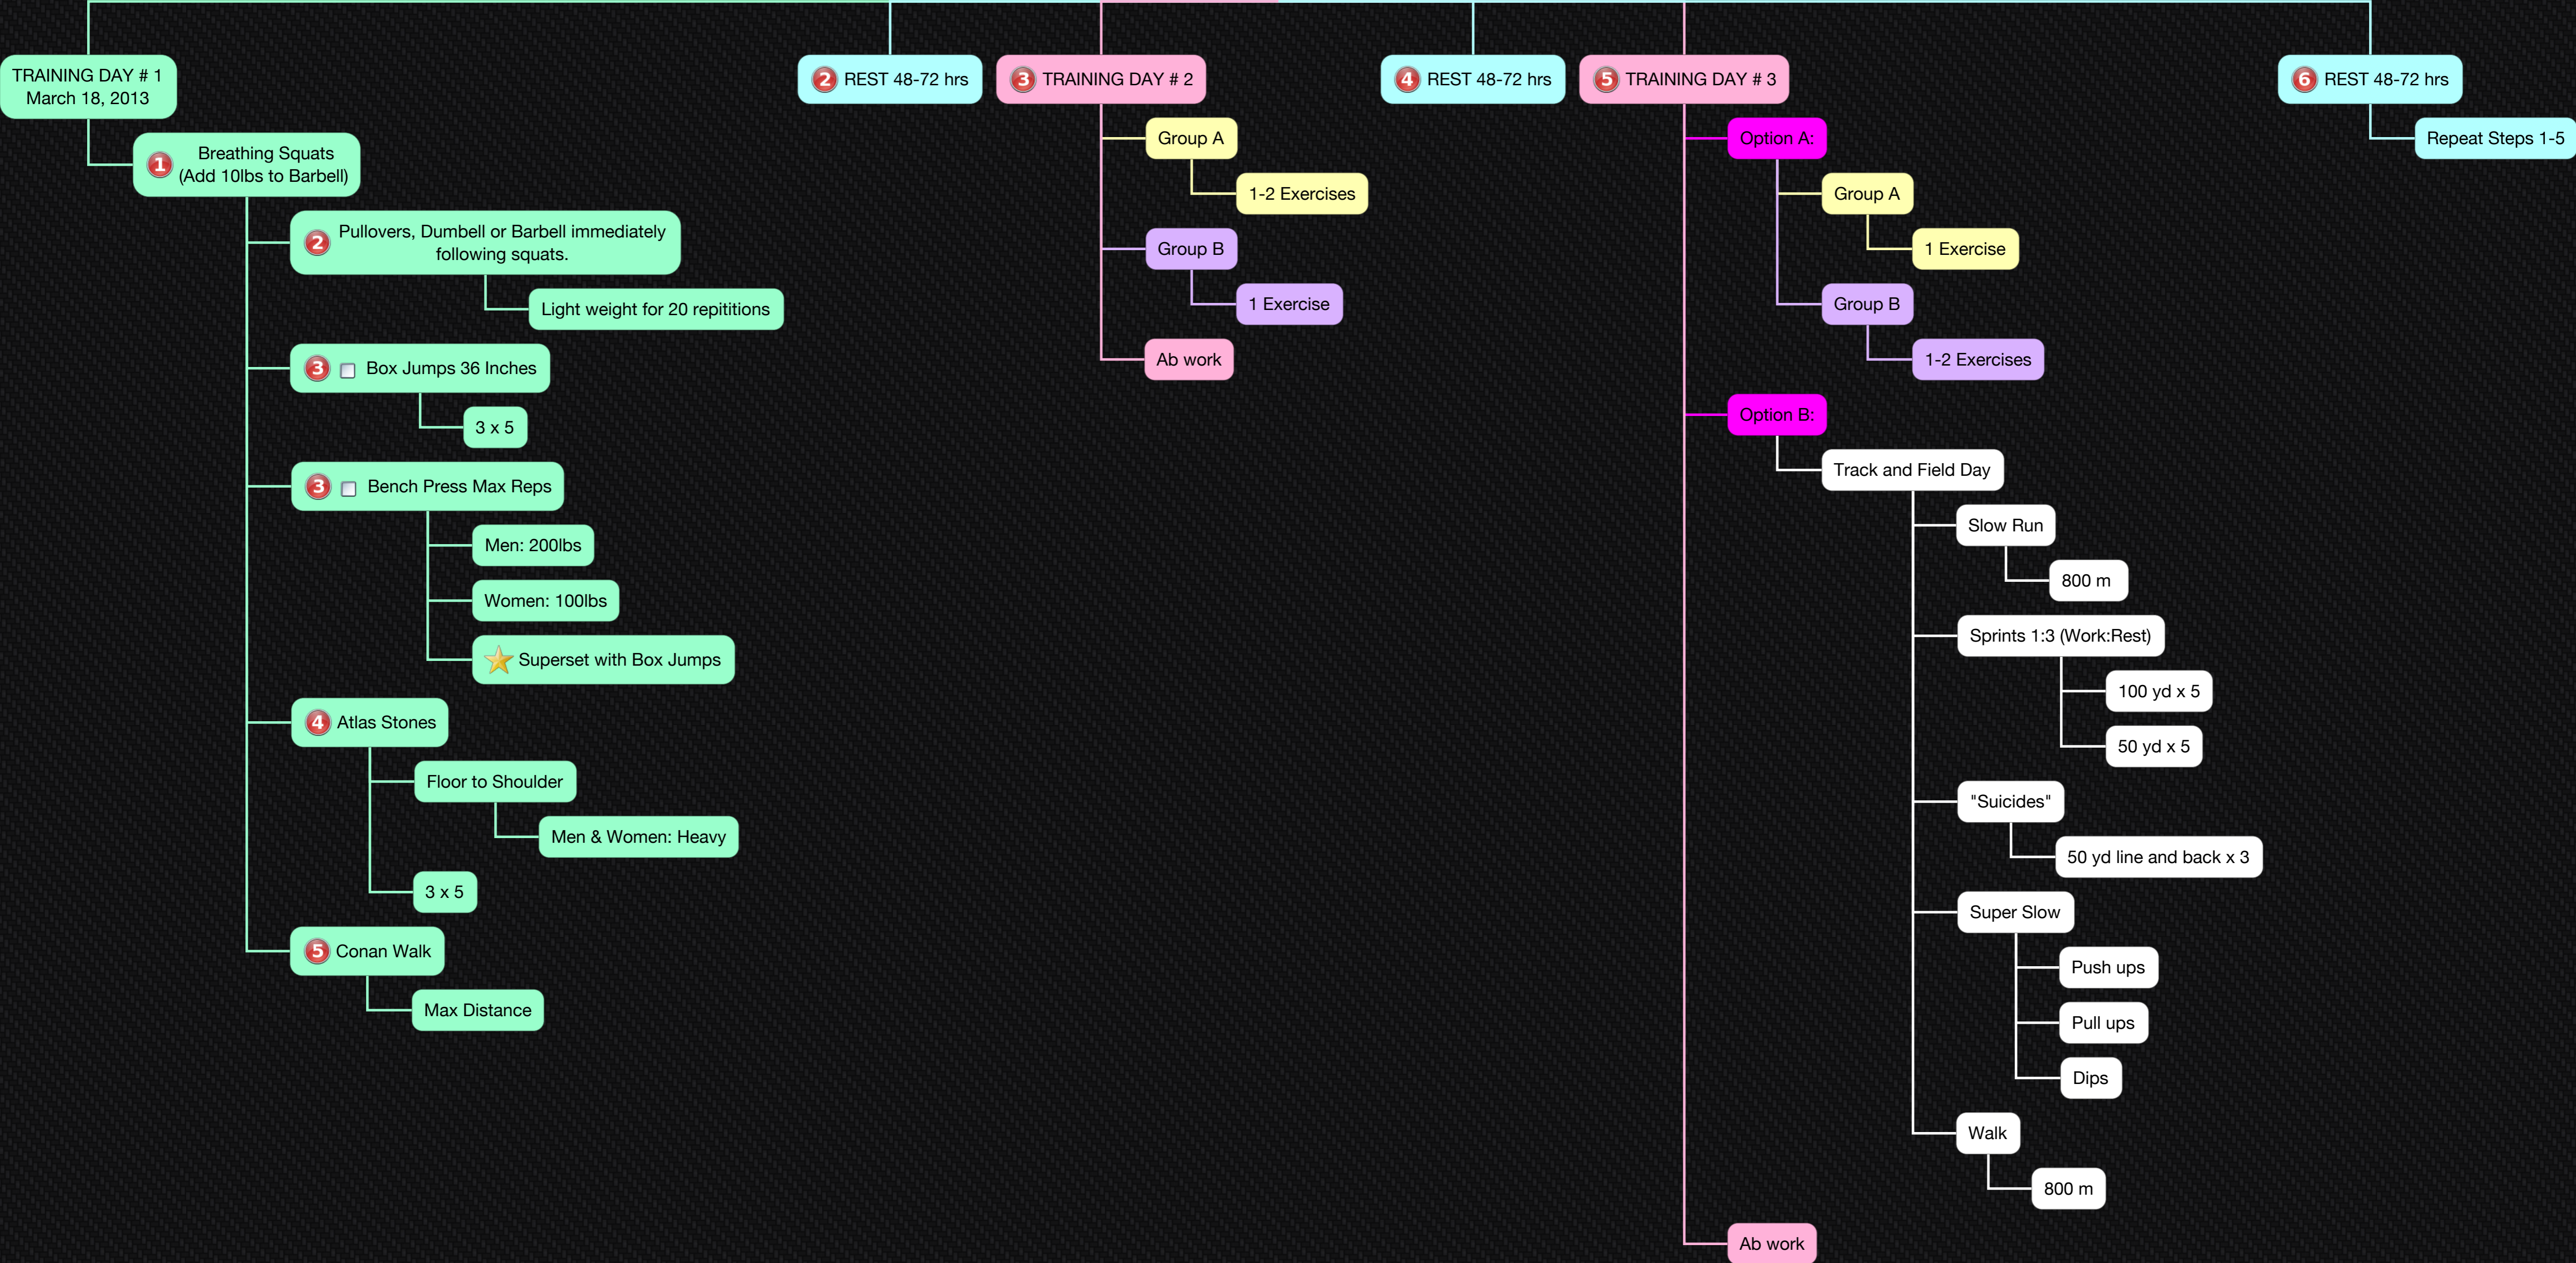 TRAINING DAY # 1
March 18, 2013
1 Breathing Squats
(Add 10lbs to Barbell)
2 Pullovers, Dumbell or Barbell immediately
following squats.
Light weight for 20 repititions
3 Box Jumps 36 Inches
3 x 5
3 Bench Press Max Reps
Men: 200lbs
Women: 100lbs
Superset with Box Jumps
4 Atlas Stones
Floor to Shoulder
Men & Women: Heavy
3 x 5
5 Conan Walk
Max Distance
2 REST 48-72 hrs
3 TRAINING DAY # 2
Group A
1-2 Exercises
Group B
1 Exercise
Ab work
4 REST 48-72 hrs
5 TRAINING DAY # 3
Option A:
Group A
1 Exercise
Group B
1-2 Exercises
Option B:
Track and Field Day
Slow Run
800 m
Sprints 1:3 (Work:Rest)
100 yd x 5
50 yd x 5
"Suicides"
50 yd line and back x 3
Super Slow
Push ups
Pull ups
Dips
Walk
800 m
Ab work
6 REST 48-72 hrs
Repeat Steps 1-5